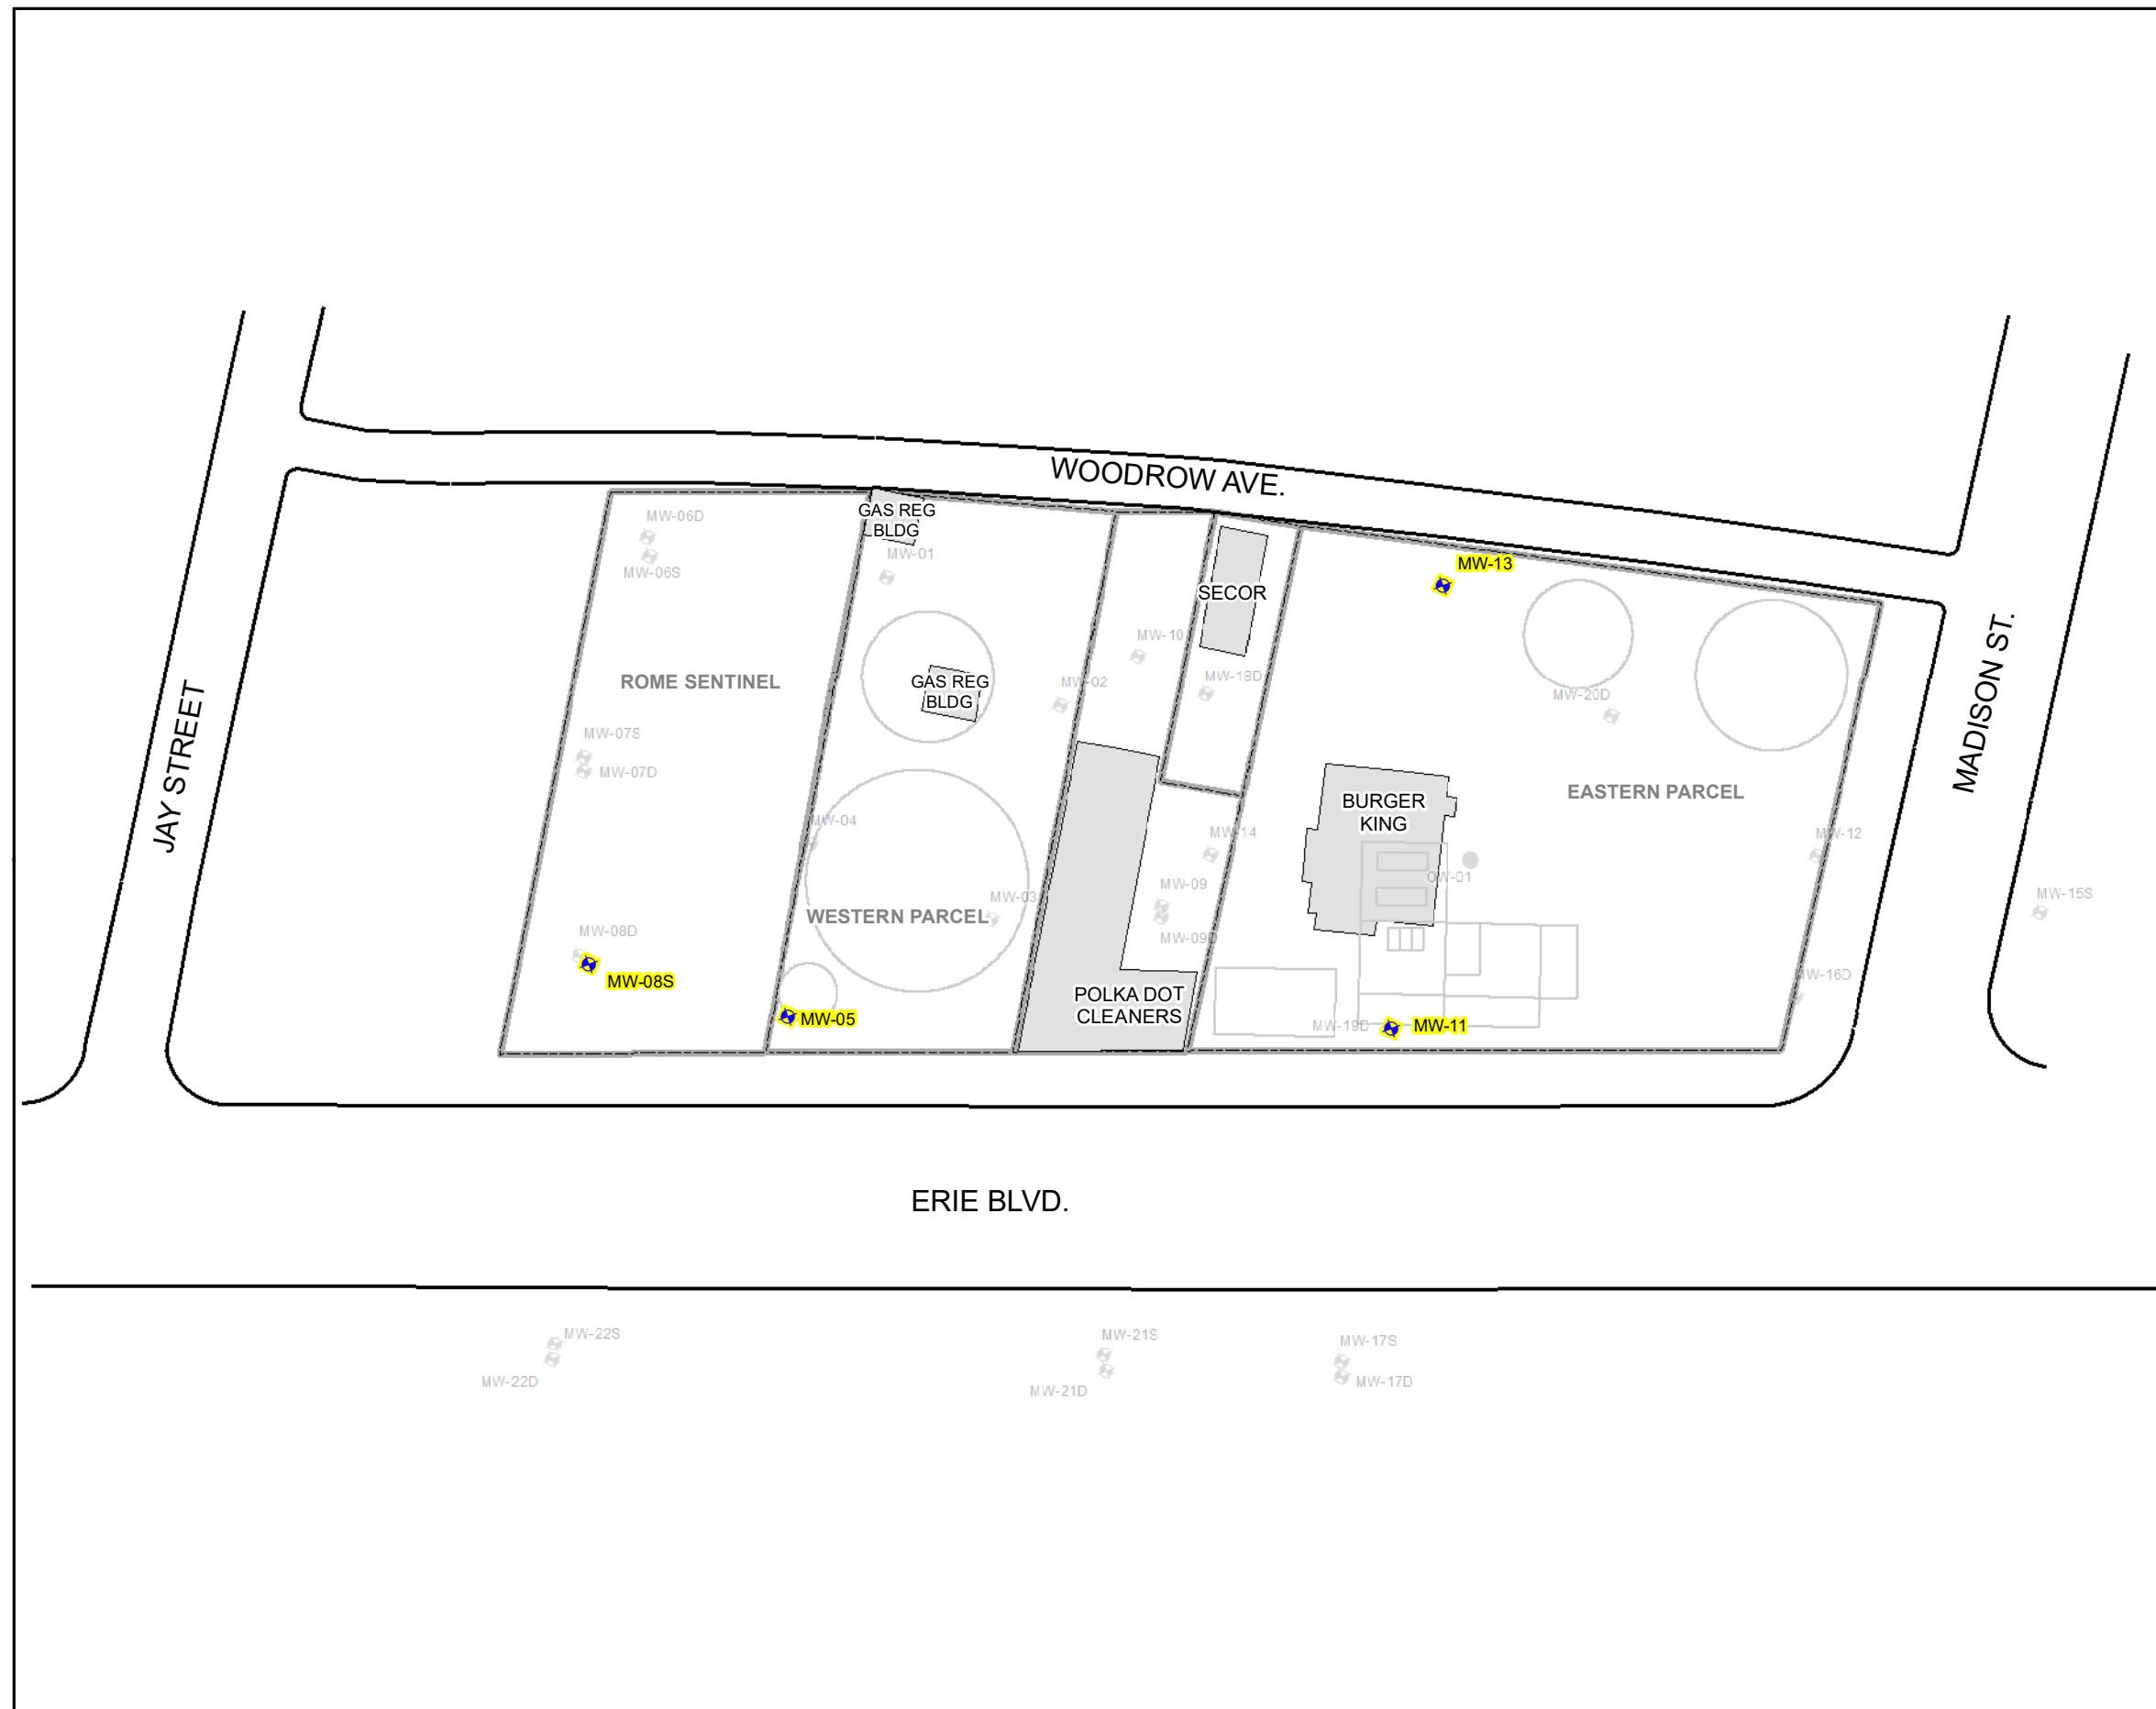 WOODROW AVE.
GAS REG
BLDG
MW-06D
MW-01
MW-06S
MW-13
SECOR
MADISON ST.
MW-10
ROME SENTINEL
GAS REG
BLDG
MW-02
MW-18D
MW-20D
JAY STREET
MW-07S
MW-07D
EASTERN PARCEL
BURGER
KING
MW-04
MW-14
MW-12
OW-01
MW-09
MW-03
MW-15S
WESTERN PARCEL
MW-08D
MW-09D
MW-16D
MW-08S
POLKA DOT
CLEANERS
MW-05
MW-19D
MW-11
ERIE BLVD.
MW-22S
MW-21S
MW-17S
MW-22D
MW-21D
MW-17D